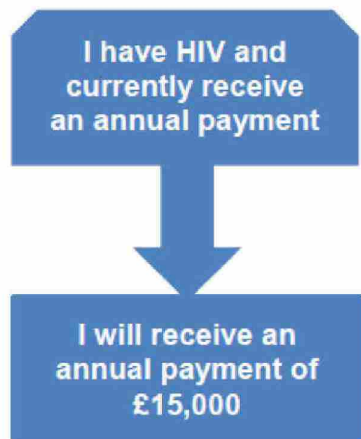 I have HIV and
currently receive
an annual payment
I will receive an
annual payment of
£15,000